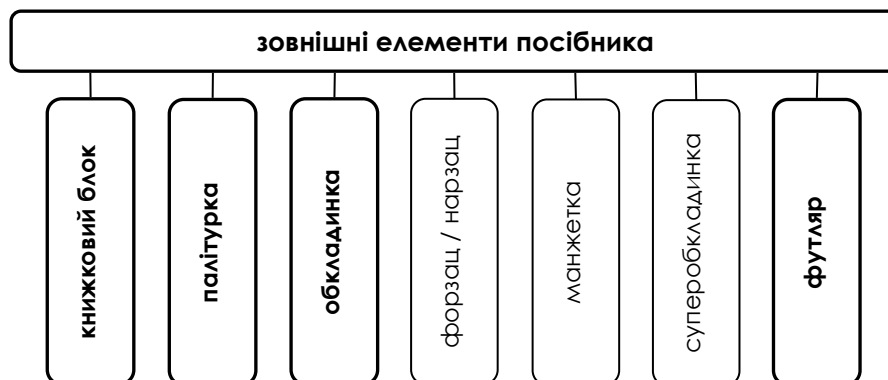 зовнішні елементи посібника
книжковий блок
палітурка
обкладинка
форзац / нарзац
манжетка
суперобкладинка
футляр